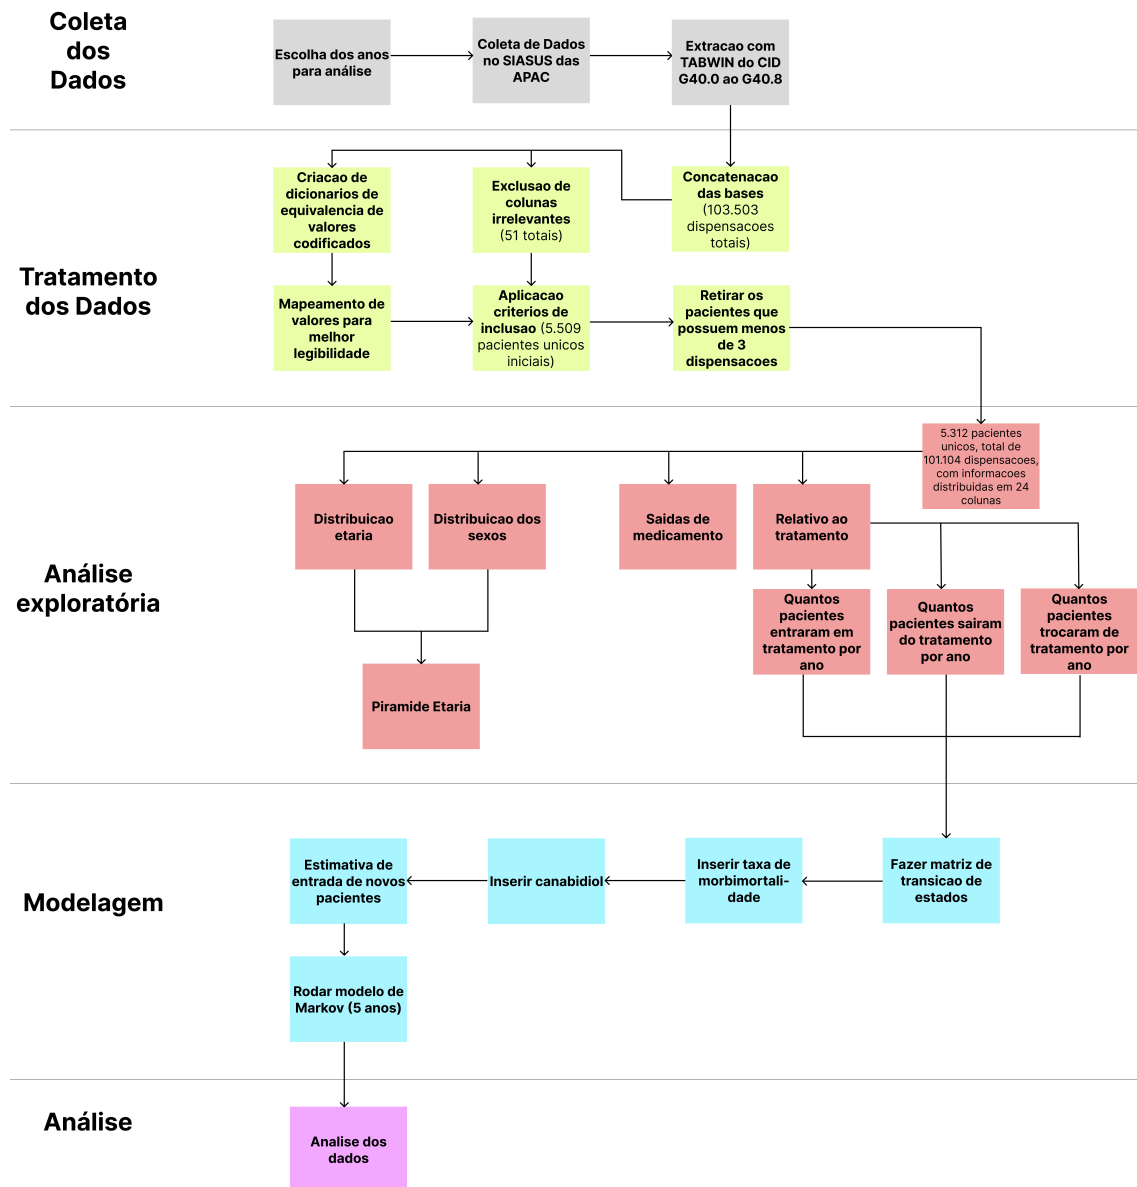 Coleta
dos
Dados
Escolha dos anos
para análise
Coleta de Dados
no SIASUS das
APAC
Extracao com
TABWIN do CID
G40.0 ao G40.8
Tratamento
dos Dados
Criacao de
dicionarios de
equivalencia de
valores
codificados
Exclusao de
colunas
irrelevantes
(51 totais)
Concatenacao
das bases
(103.503
dispensacoes
totais)
Mapeamento de
valores para
melhor
legibilidade
Aplicacao
criterios de
inclusao (5.509
pacientes unicos
iniciais)
Retirar os
pacientes que
possuem menos
de 3
dispensacoes
Análise
exploratória
5.312 pacientes
unicos, total de
101.104 dispensacoes,
com informacoes
distribuidas em 24
colunas
Distribuicao
etaria
Distribuicao dos
sexos
Saidas de
medicamento
Relativo ao
tratamento
Quantos
pacientes
entraram em
tratamento por
ano
Quantos
pacientes sairam
do tratamento
por ano
Quantos
pacientes
trocaram de
tratamento por
ano
Piramide Etaria
Modelagem
Estimativa de
entrada de novos
pacientes
Inserir canabidiol
Inserir taxa de
morbimortali-
dade
Fazer matriz de
transicao de
estados
Rodar modelo de
Markov (5 anos)
Análise
Analise dos
dados